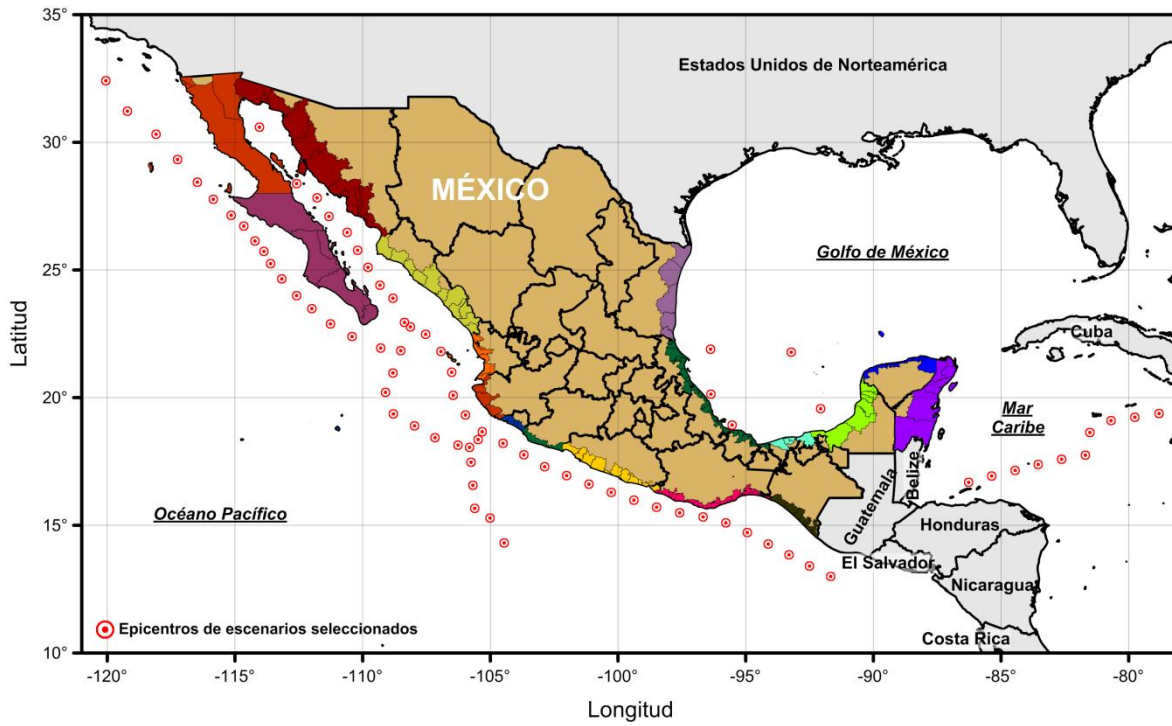 35°
30°
25°
20°
15°
10°
Latitud
Estados Unidos de Norteamérica
MÉXICO
Golfo de México
Cuba
Mar
Caribe
Belize
Guatemala
Océano Pacífico
Honduras
El Salvador
Nicaragua
Costa Rica
Epicentros de escenarios seleccionados
-120°
-115°
-110°
-105°
-100°
-95°
-90°
-85°
-80°
Longitud